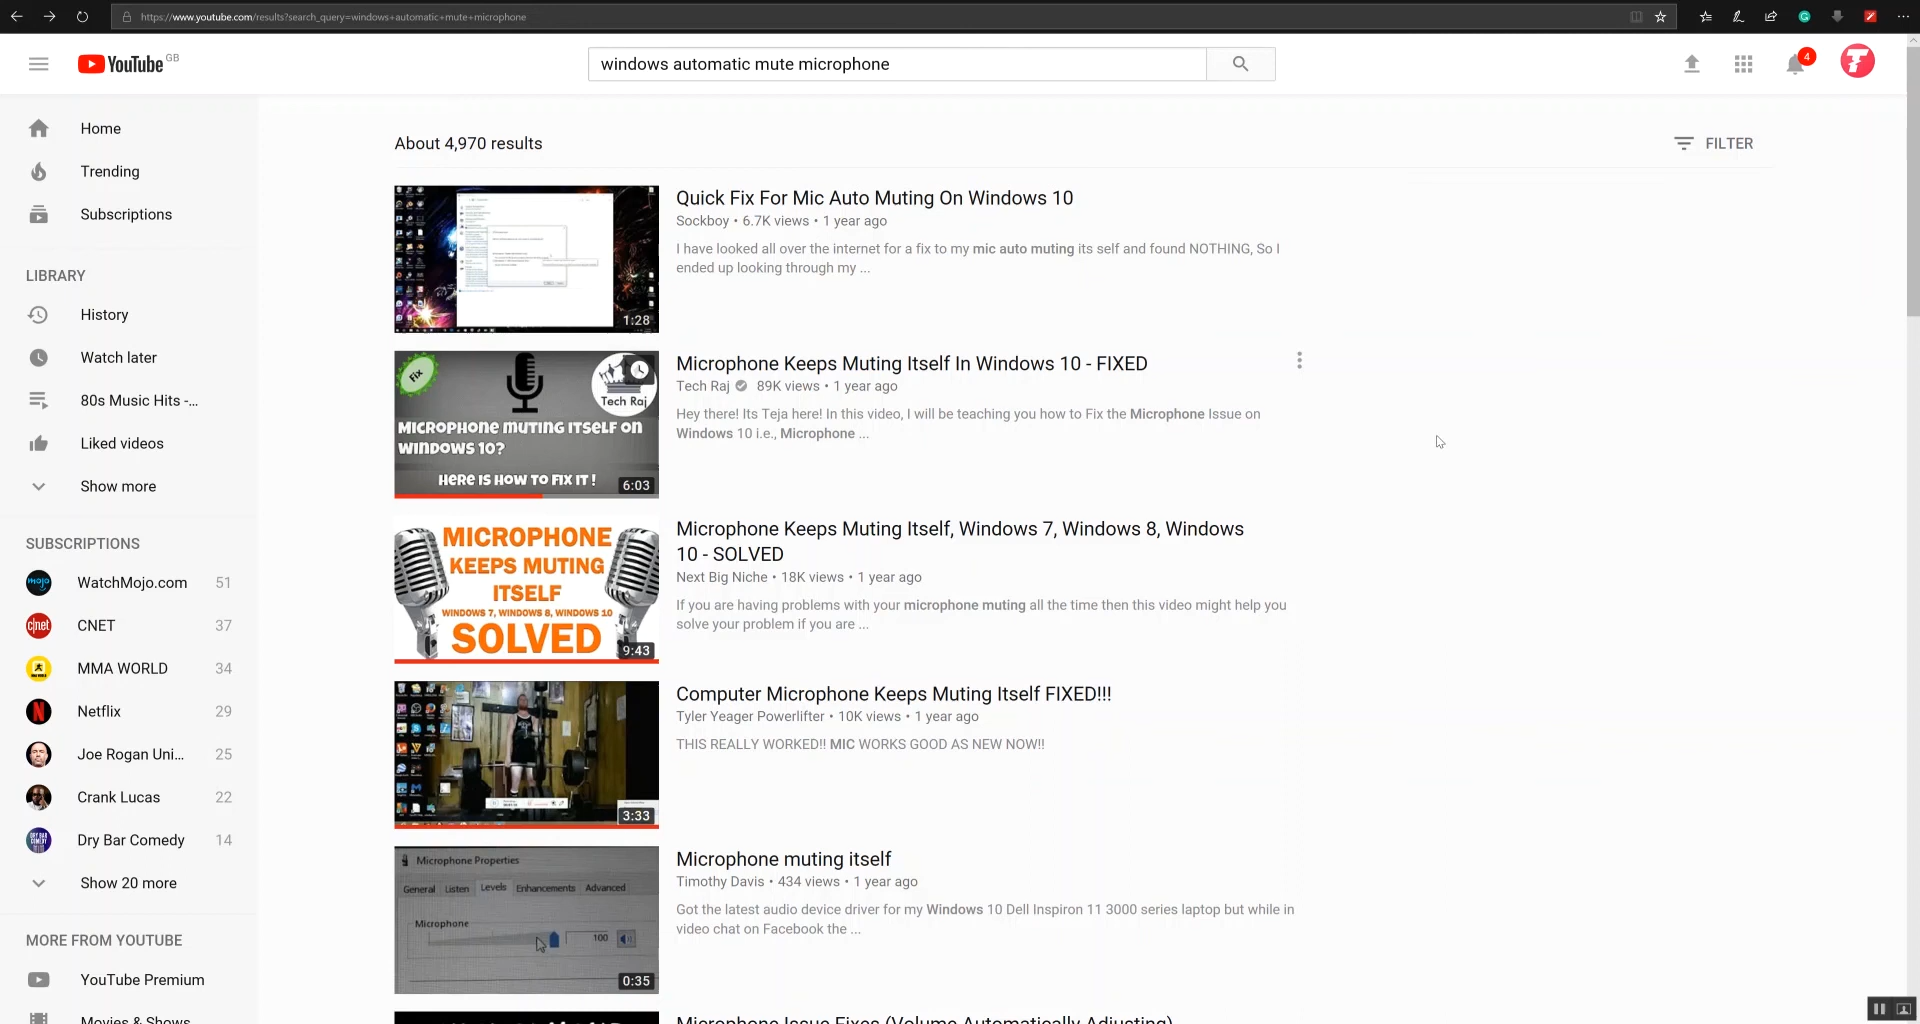 https://www.youtube.com/results?search_query=windows+automatic+mute+microphone
YouTube GB
windows automatic mute microphone
4
Home
Trending
Subscriptions
LIBRARY
History
Watch later
80s Music Hits -...
Liked videos
Show more
SUBSCRIPTIONS
WatchMojo.com 51
CNET 37
MMA WORLD 34
Netflix 29
Joe Rogan Uni... 25
Crank Lucas 22
Dry Bar Comedy 14
Show 20 more
MORE FROM YOUTUBE
YouTube Premium
Movies & Shows
About 4,970 results
FILTER
1:28
Quick Fix For Mic Auto Muting On Windows 10
Sockboy • 6.7K views • 1 year ago
I have looked all over the internet for a fix to my mic auto muting its self and found NOTHING, So I
ended up looking through my ...
Fix
Tech Raj
MICROPHONE MUTING ITSELF ON
WINDOWS 10?
HERE IS HOW TO FIX IT !
6:03
Microphone Keeps Muting Itself In Windows 10 - FIXED
Tech Raj 89K views • 1 year ago
Hey there! Its Teja here! In this video, I will be teaching you how to Fix the Microphone Issue on
Windows 10 i.e., Microphone ...
MICROPHONE
KEEPS MUTING
ITSELF
WINDOWS 7, WINDOWS 8, WINDOWS 10
SOLVED
9:43
Microphone Keeps Muting Itself, Windows 7, Windows 8, Windows
10 - SOLVED
Next Big Niche • 18K views • 1 year ago
If you are having problems with your microphone muting all the time then this video might help you
solve your problem if you are ...
3:33
Computer Microphone Keeps Muting Itself FIXED!!!
Tyler Yeager Powerlifter • 10K views • 1 year ago
THIS REALLY WORKED!! MIC WORKS GOOD AS NEW NOW!!
Microphone Properties
General Listen Levels Enhancements Advanced
Microphone
100
0:35
Microphone muting itself
Timothy Davis • 434 views • 1 year ago
Got the latest audio device driver for my Windows 10 Dell Inspiron 11 3000 series laptop but while in
video chat on Facebook the ...
Microphone Issue Fixes (Volume Automatically Adjusting)